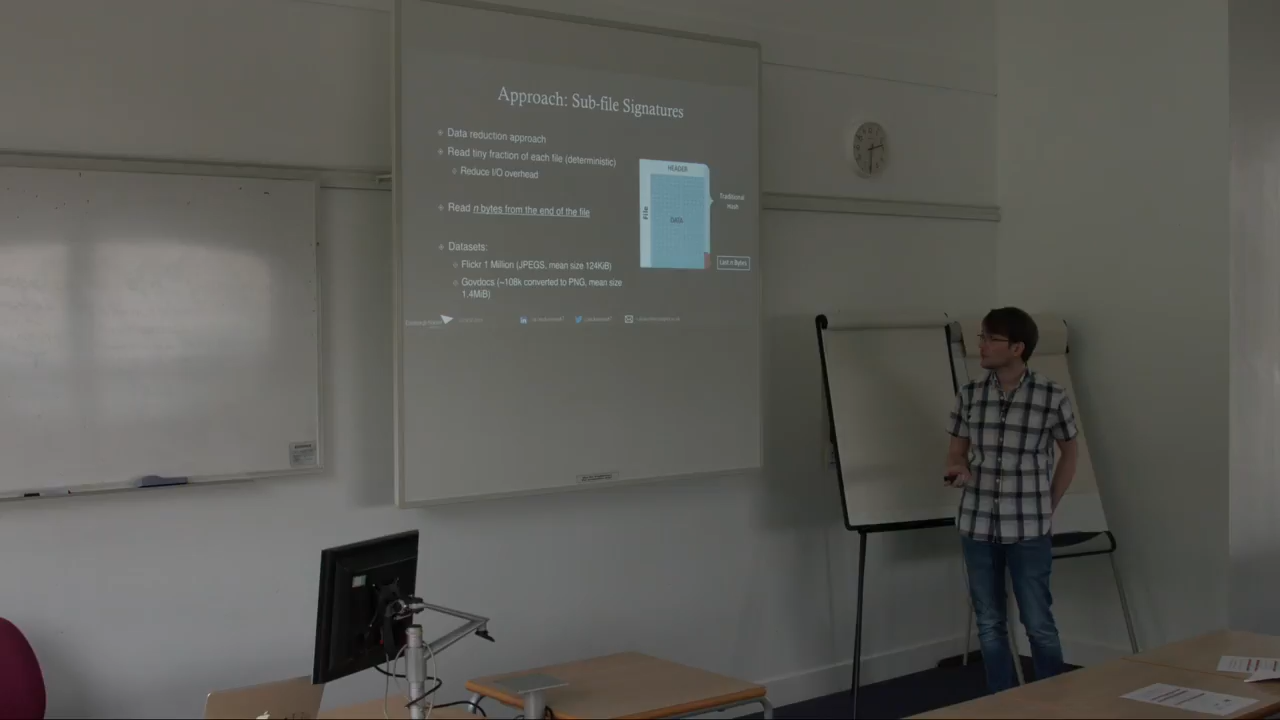 Approach: Sub-file Signatures
Data reduction approach
Read tiny fraction of each file (deterministic)
Reduce I/O overhead
Read n bytes from the end of the file
Datasets:
Flickr 1 Million (JPEGS, mean size 124KiB)
Govdocs (~108k converted to PNG, mean size
1.4MiB)
HEADER
File
Data
Traditional
Hash
Last n Bytes